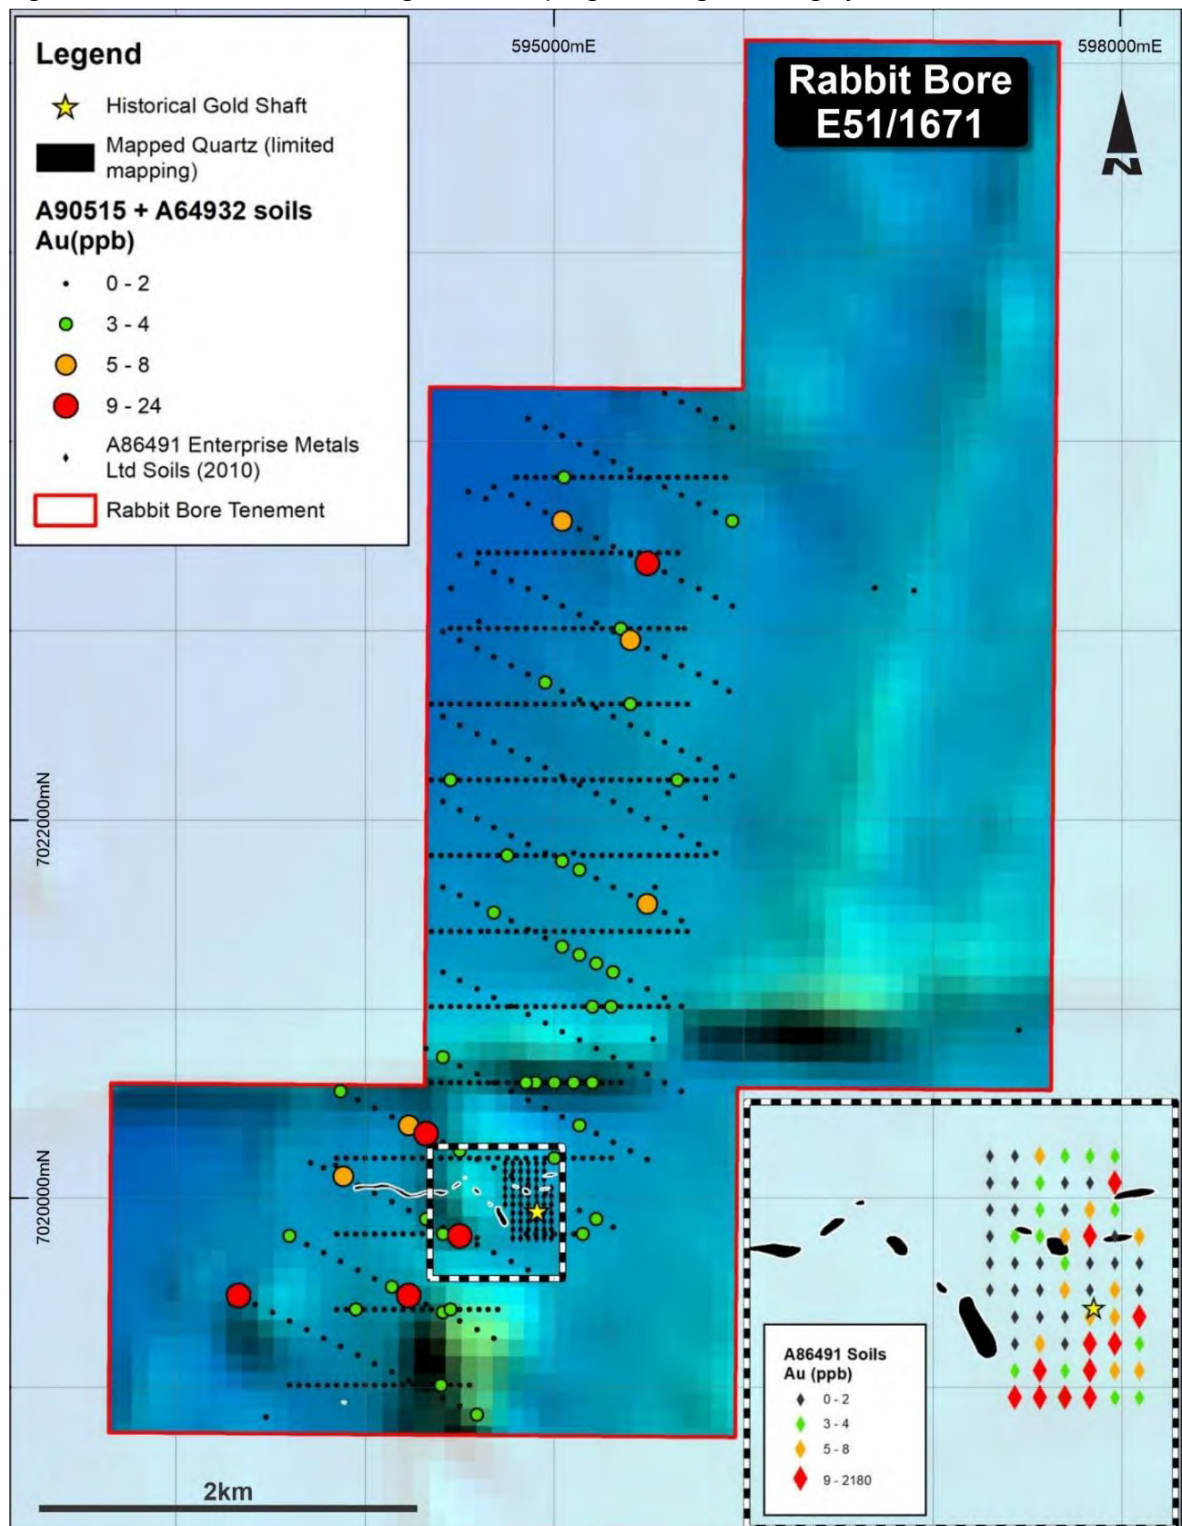 595000mE
598000mE
Legend
Historical Gold Shaft
Mapped Quartz (limited
mapping)
A90515 + A64932 soils
Au(ppb)
0 - 2
3 - 4
5 - 8
9 - 24
A86491 Enterprise Metals
Ltd Soils (2010)
Rabbit Bore Tenement
Rabbit Bore
E51/1671
N
7022000mN
7020000mN
A86491 Soils
Au (ppb)
0 - 2
3 - 4
5 - 8
9 - 2180
2km